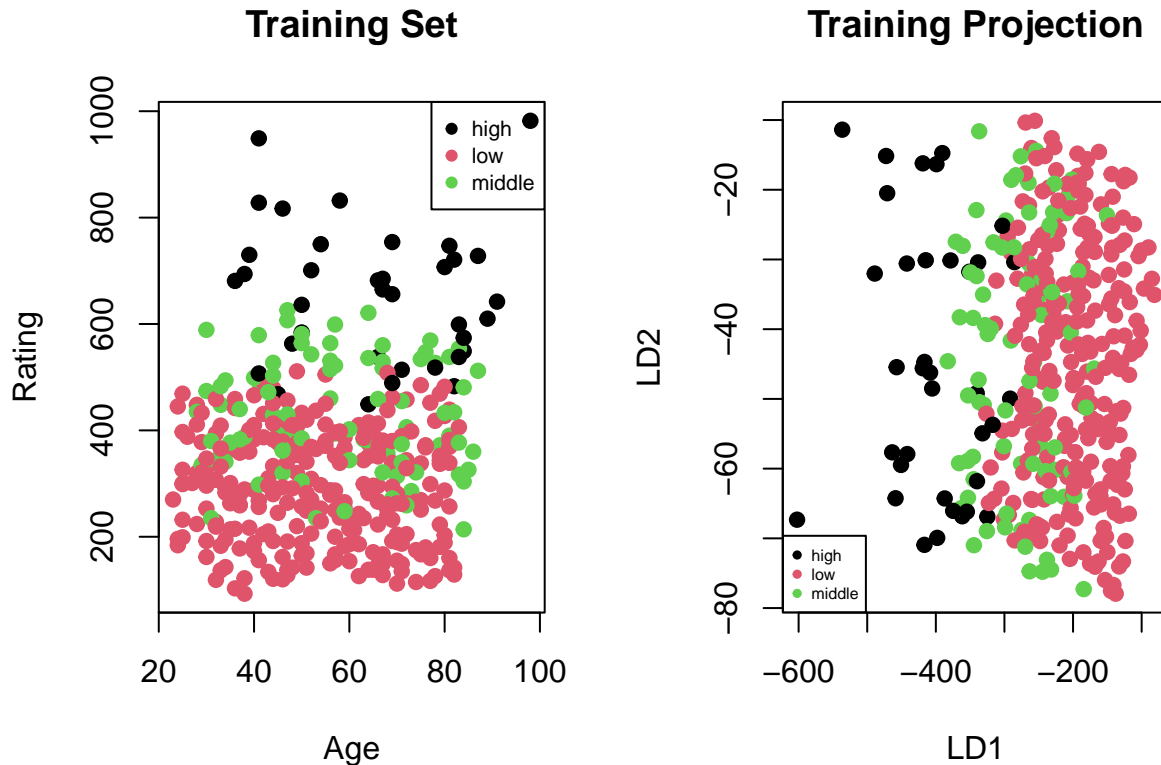 Training Set
Rating
1000
800
600
400
200
high
low
middle
20 40 60 80 100
Age
Training Projection
LD2
−20
−40
−60
−80
high
low
middle
−600 −400 −200
LD1